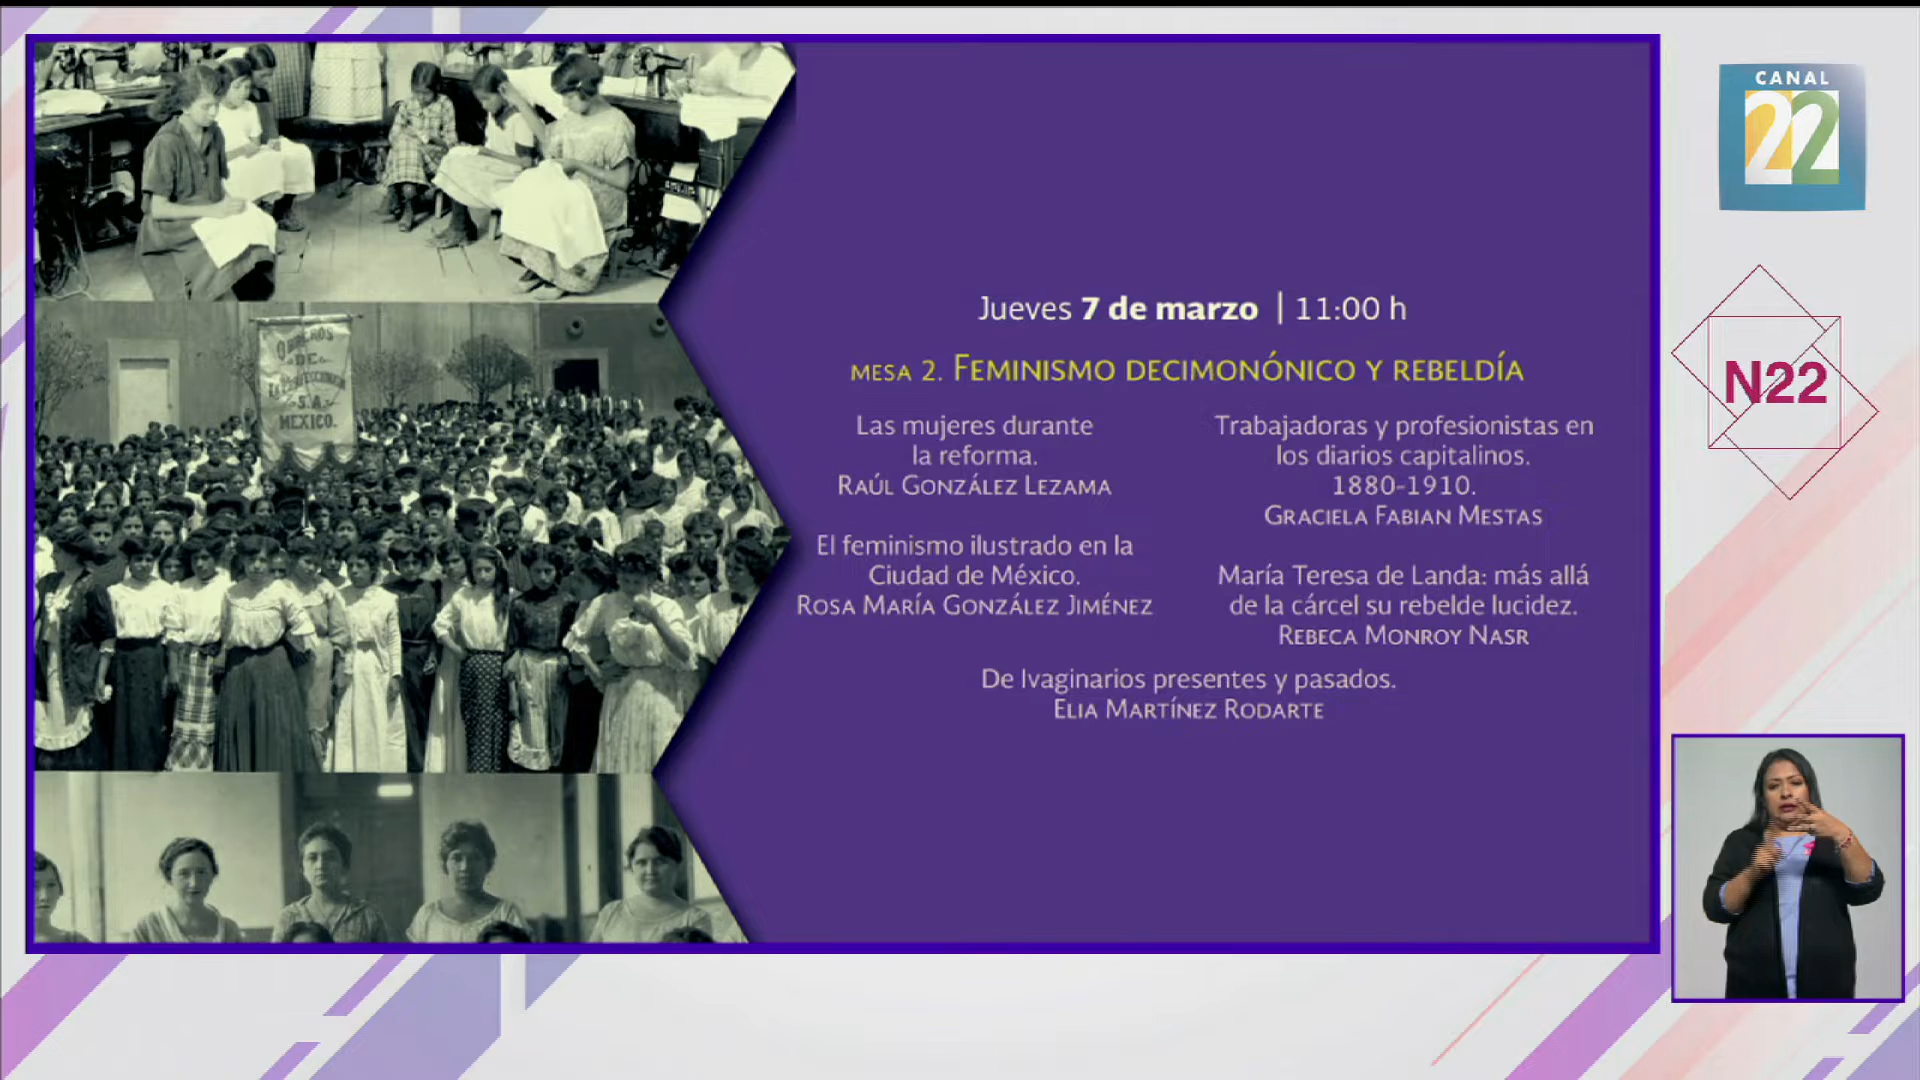 OBREROS
DE
S.A.
MEXICO.
Jueves 7 de marzo | 11:00 h
MESA 2. FEMINISMO DECIMONÓNICO Y REBELDÍA
Las mujeres durante
la reforma.
RAÚL GONZÁLEZ LEZAMA
El feminismo ilustrado en la
Ciudad de México.
ROSA MARÍA GONZÁLEZ JIMÉNEZ
Trabajadoras y profesionistas en
los diarios capitalinos.
1880-1910.
GRACIELA FABIAN MESTAS
María Teresa de Landa: más allá
de la cárcel su rebelde lucidez.
REBECA MONROY NASR
De Ivaginarios presentes y pasados.
ELIA MARTÍNEZ RODARTE
CANAL
22
N22